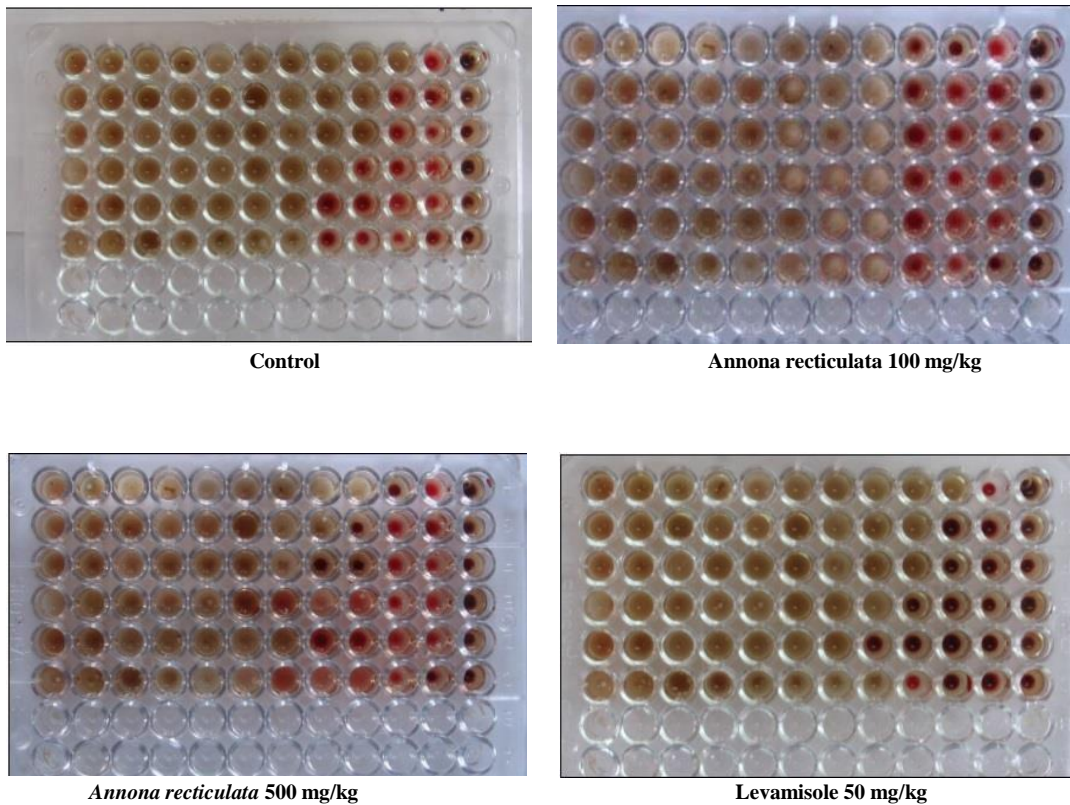 Control
Annona recticulata 100 mg/kg
Annona recticulata 500 mg/kg
Levamisole 50 mg/kg